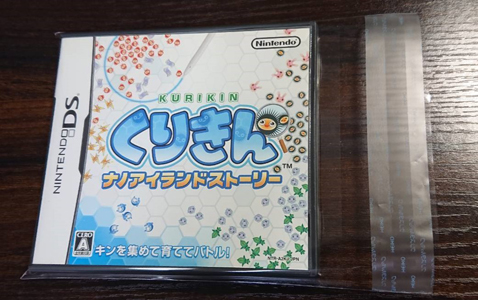 NINTENDO DS
Nintendo
KURIKIN
くりきん
TM
ナノアイランドストーリー
CERO
A
キンを集めて育ててバトル!